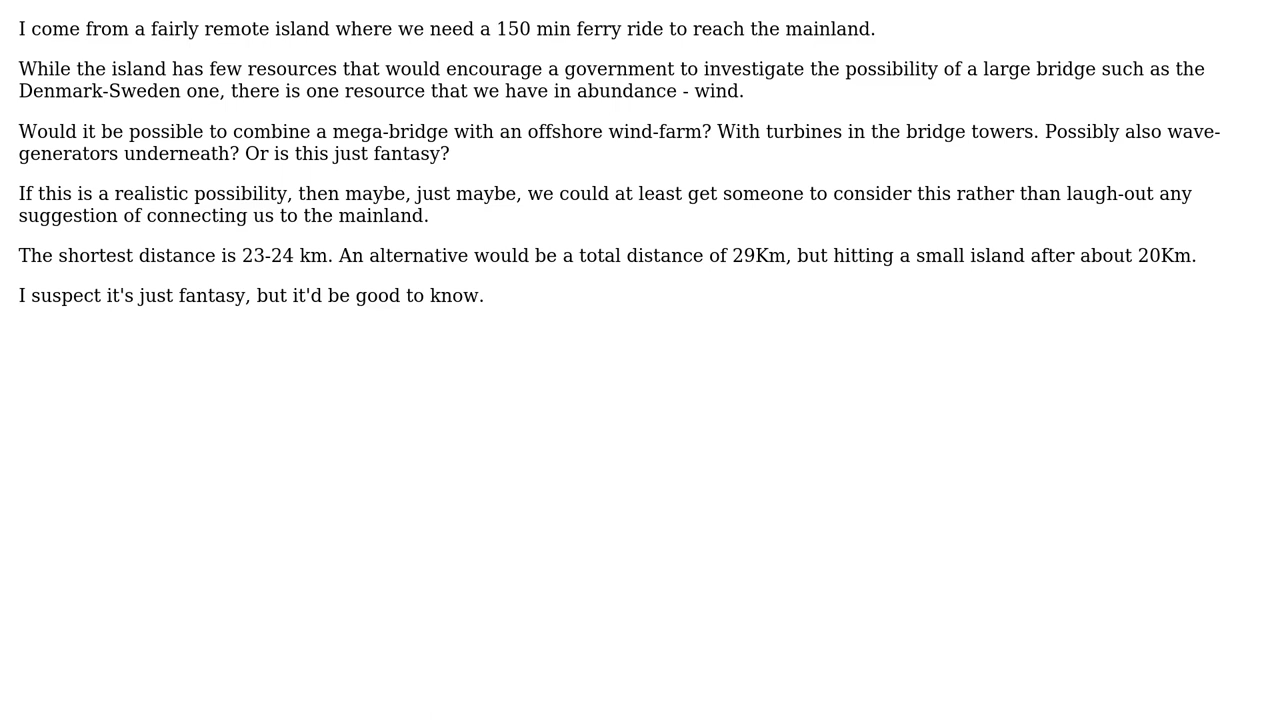 I come from a fairly remote island where we need a 150 min ferry ride to reach the mainland.
While the island has few resources that would encourage a government to investigate the possibility of a large bridge such as the
Denmark-Sweden one, there is one resource that we have in abundance - wind.
Would it be possible to combine a mega-bridge with an offshore wind-farm? With turbines in the bridge towers. Possibly also wave-
generators underneath? Or is this just fantasy?
If this is a realistic possibility, then maybe, just maybe, we could at least get someone to consider this rather than laugh-out any
suggestion of connecting us to the mainland.
The shortest distance is 23-24 km. An alternative would be a total distance of 29Km, but hitting a small island after about 20Km.
I suspect it's just fantasy, but it'd be good to know.